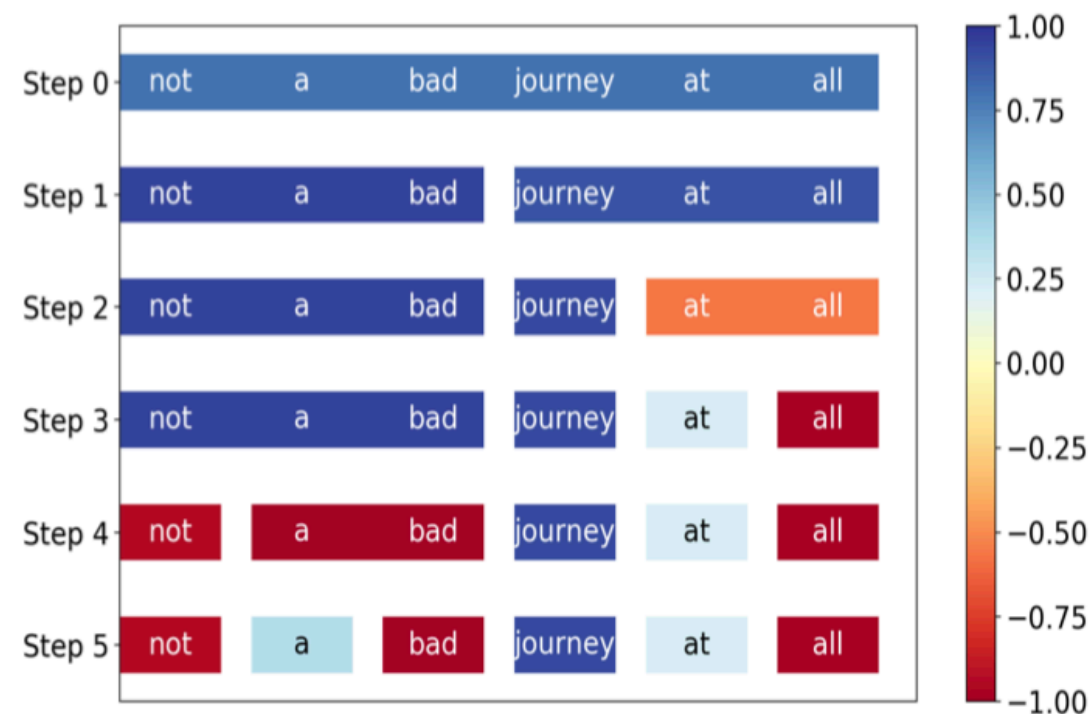 Step 0 not a bad journey at all
Step 1 not a bad journey at all
Step 2 not a bad journey at all
Step 3 not a bad journey at all
Step 4 not a bad journey at all
Step 5 not a bad journey at all
1.00
0.75
0.50
0.25
0.00
−0.25
−0.50
−0.75
−1.00